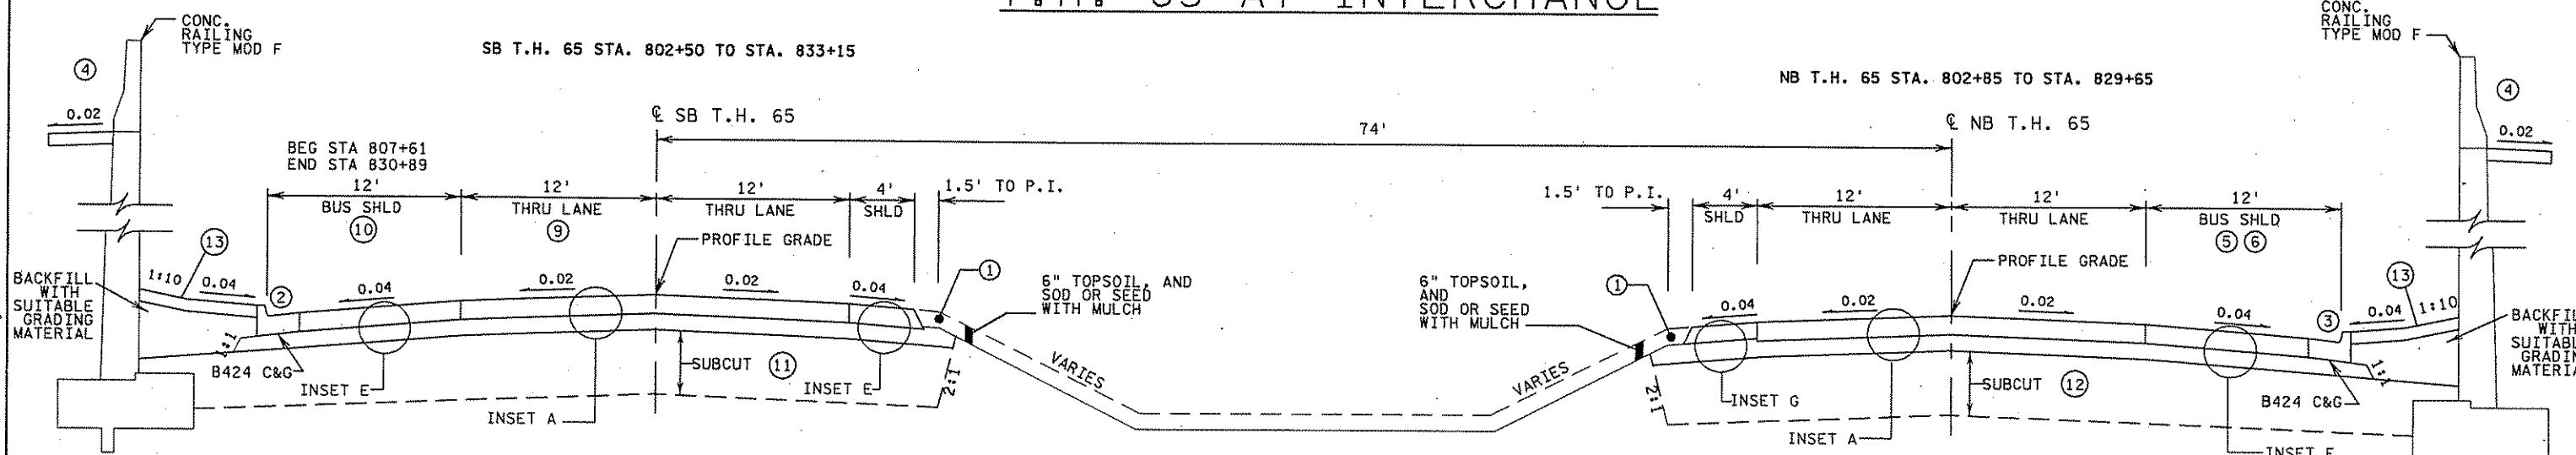 T.H. 65 AT INTERCHANGE
CONC.
RAILING
TYPE MOD F
SB T.H. 65 STA. 802+50 TO STA. 833+15
NB T.H. 65 STA. 802+85 TO STA. 829+65
CONC.
RAILING
TYPE MOD F
4
4
0.02
0.02
℄ SB T.H. 65
74'
℄ NB T.H. 65
BEG STA 807+61
END STA 830+89
12'
BUS SHLD
10
12'
THRU LANE
9
12'
THRU LANE
4'
SHLD
1.5' TO P.I.
1.5' TO P.I.
4'
SHLD
12'
THRU LANE
12'
THRU LANE
12'
BUS SHLD
5 6
PROFILE GRADE
PROFILE GRADE
13
1:10
0.04
2
0.04
0.02
0.02
0.04
1
6" TOPSOIL, AND
SOD OR SEED
WITH MULCH
6" TOPSOIL,
AND
SOD OR SEED
WITH MULCH
1
0.04
0.02
0.02
0.04
3
0.04
13
1:10
BACKFILL
WITH
SUITABLE
GRADING
MATERIAL
BACKFIL
WITH
SUITABL
GRADIN
MATERIA
1:1
B424 C&G
INSET E
INSET A
SUBCUT 11
INSET E
2:1
VARIES
VARIES
2:1
INSET G
INSET A
SUBCUT 12
B424 C&G
1:1
INSET E